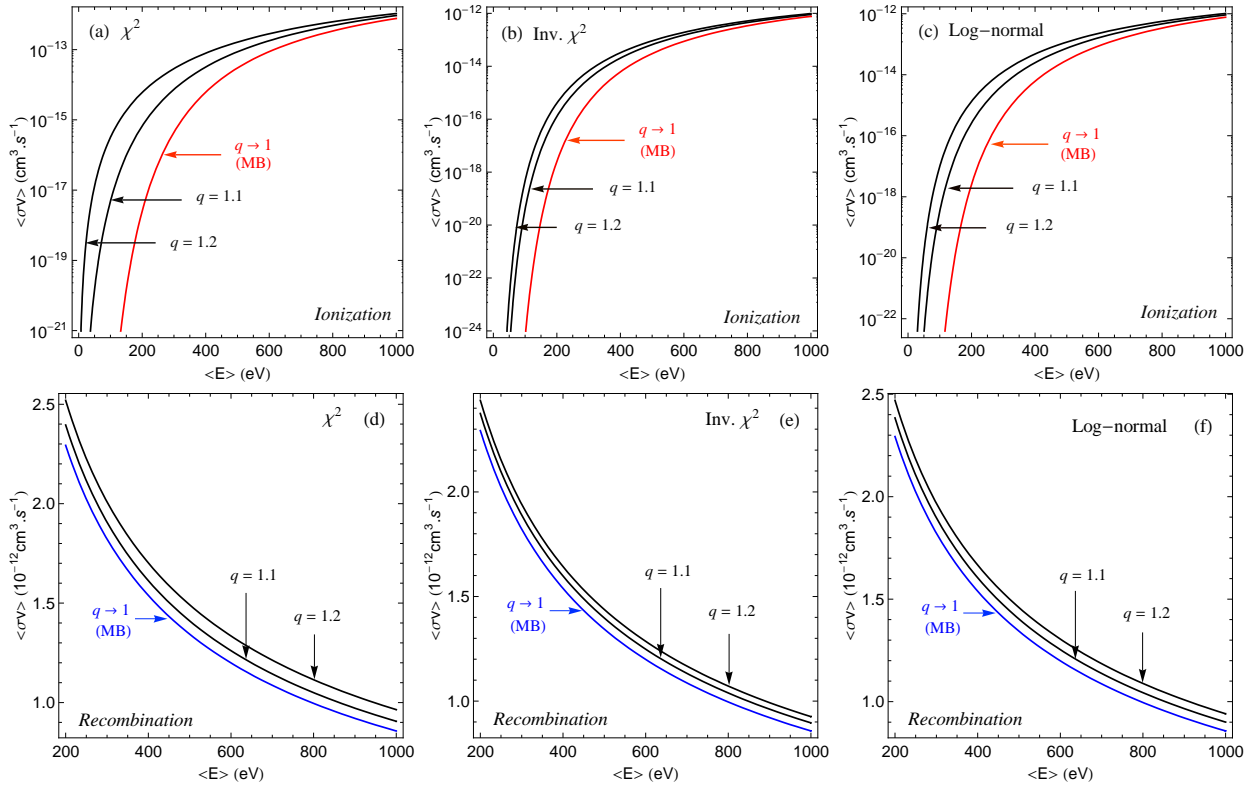 (a) χ²
10⁻¹³
10⁻¹⁵
10⁻¹⁷
10⁻¹⁹
10⁻²¹
<σv> (cm³.s⁻¹)
q → 1
(MB)
q = 1.1
q = 1.2
Ionization
0 200 400 600 800 1000
<E> (eV)
(b) Inv. χ²
10⁻¹²
10⁻¹⁴
10⁻¹⁶
10⁻¹⁸
10⁻²⁰
10⁻²²
10⁻²⁴
<σv> (cm³.s⁻¹)
q → 1
(MB)
q = 1.1
q = 1.2
Ionization
0 200 400 600 800 1000
<E> (eV)
(c) Log−normal
10⁻¹²
10⁻¹⁴
10⁻¹⁶
10⁻¹⁸
10⁻²⁰
10⁻²²
<σv> (cm³.s⁻¹)
q → 1
(MB)
q = 1.1
q = 1.2
Ionization
0 200 400 600 800 1000
<E> (eV)
χ² (d)
2.5
2.0
1.5
1.0
<σv> (10⁻¹²cm³.s⁻¹)
q = 1.1
q = 1.2
q → 1
(MB)
Recombination
200 400 600 800 1000
<E> (eV)
Inv. χ² (e)
2.0
1.5
1.0
<σv> (10⁻¹²cm³.s⁻¹)
q = 1.1
q = 1.2
q → 1
(MB)
Recombination
200 400 600 800 1000
<E> (eV)
Log−normal (f)
2.5
2.0
1.5
1.0
<σv> (10⁻¹²cm³.s⁻¹)
q = 1.1
q = 1.2
q → 1
(MB)
Recombination
200 400 600 800 1000
<E> (eV)